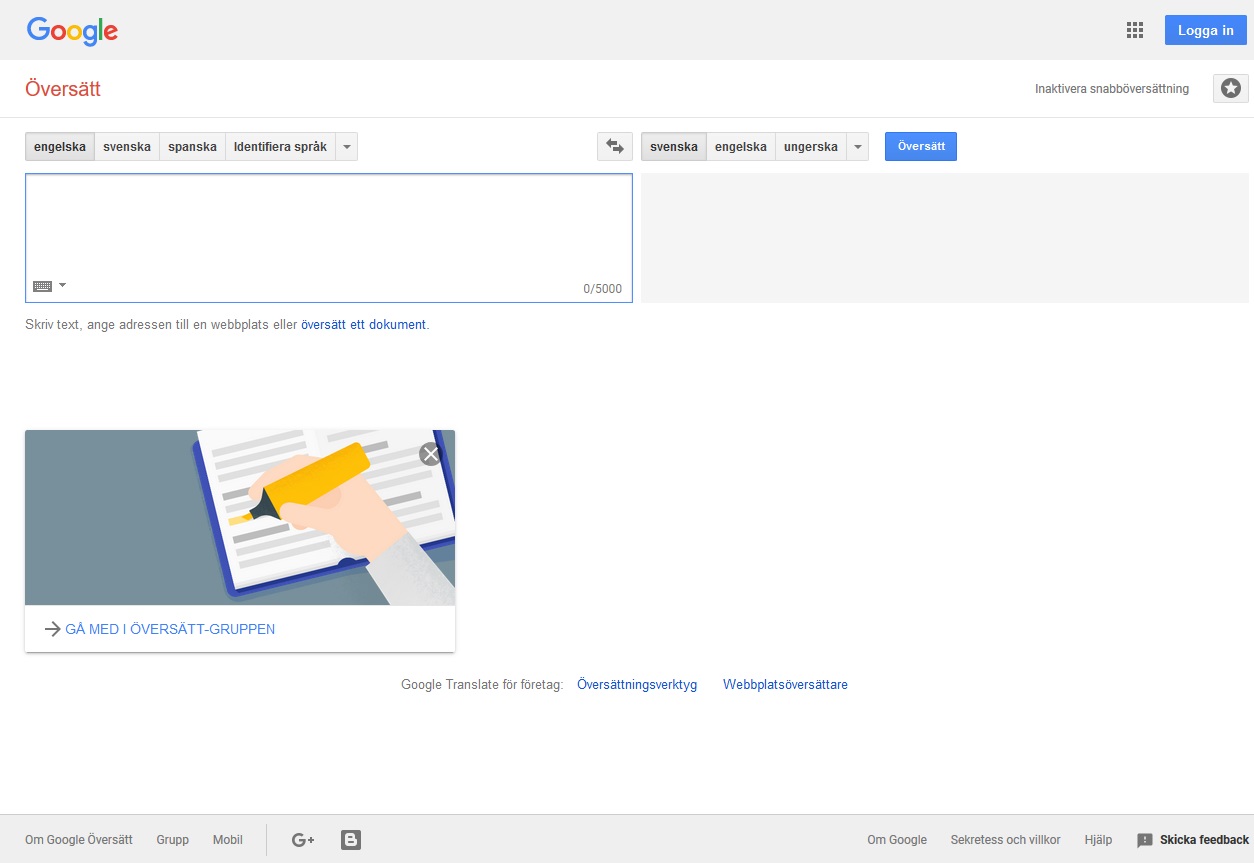 Google
Logga in
Översätt
Inaktivera snabböversättning
engelska svenska spanska Identifiera språk
svenska engelska ungerska Översätt
0/5000
Skriv text, ange adressen till en webbplats eller översätt ett dokument.
GÅ MED I ÖVERSÄTT-GRUPPEN
Google Translate för företag: Översättningsverktyg Webbplatsöversättare
Om Google Översätt Grupp Mobil G+ B Om Google Sekretess och villkor Hjälp Skicka feedback